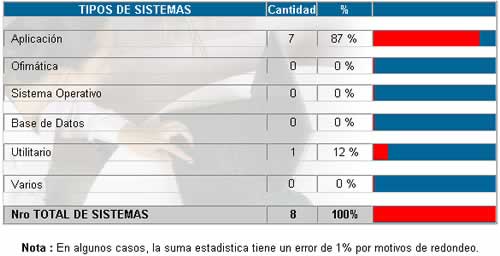 TIPOS DE SISTEMAS Cantidad %
Aplicación 7 87 %
Ofimática 0 0 %
Sistema Operativo 0 0 %
Base de Datos 0 0 %
Utilitario 1 12 %
Varios 0 0 %
Nro TOTAL DE SISTEMAS 8 100%
Nota : En algunos casos, la suma estadistica tiene un error de 1% por motivos de redondeo.